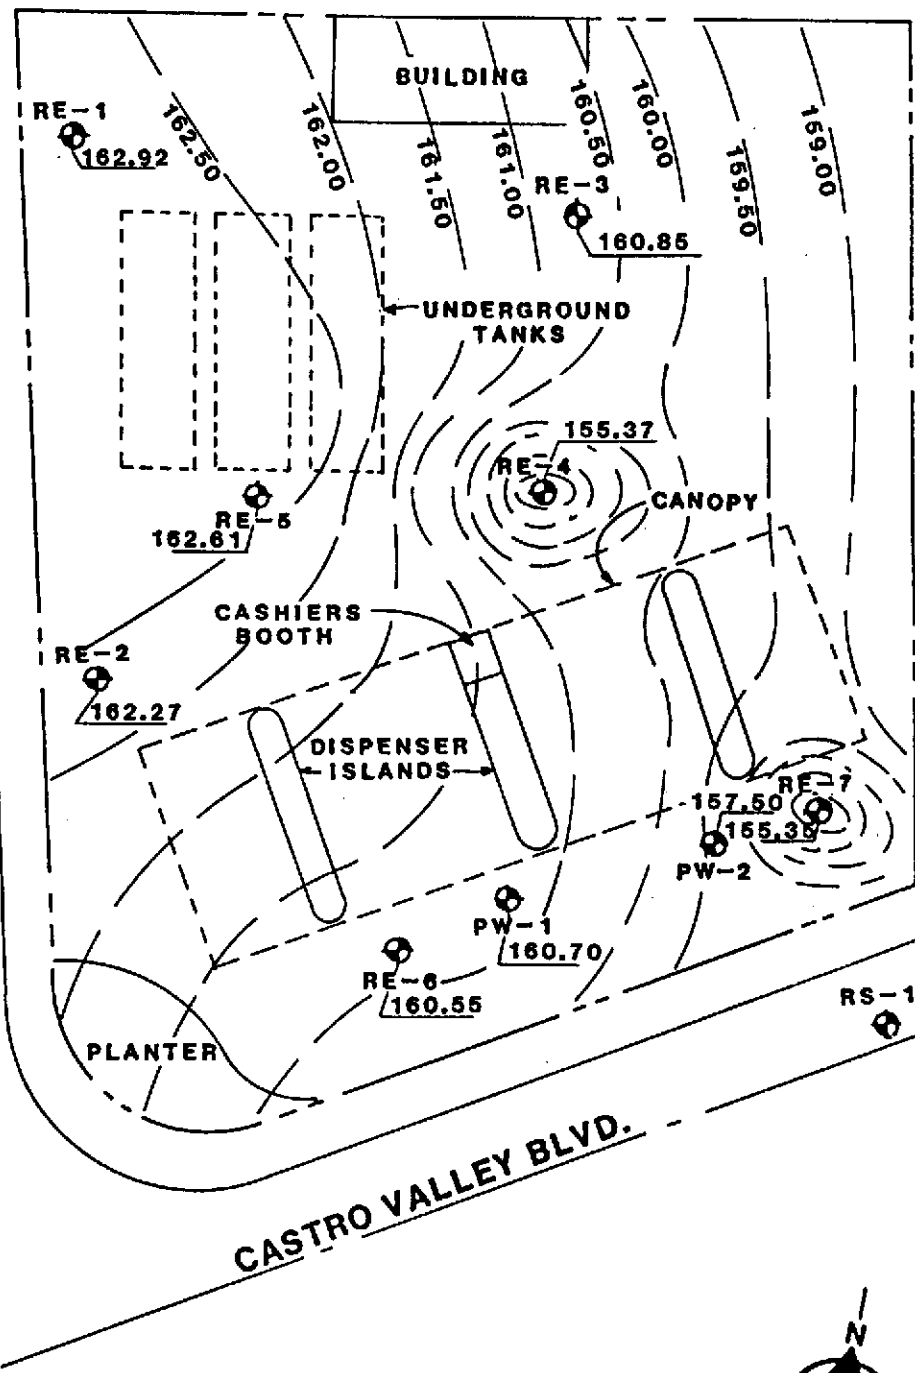 BUILDING
RE-1
162.92
162.50
162.00
161.50
161.00
160.50
160.00
159.50
159.00
RE-3
160.85
UNDERGROUND
TANKS
155.37
RE-4
CANOPY
RE-5
162.61
CASHIERS
BOOTH
RE-2
162.27
DISPENSER
ISLANDS
RE-7
157.50
155.35
PW-2
PW-1
160.70
RE-6
160.55
RS-1
PLANTER
CASTRO VALLEY BLVD.
N